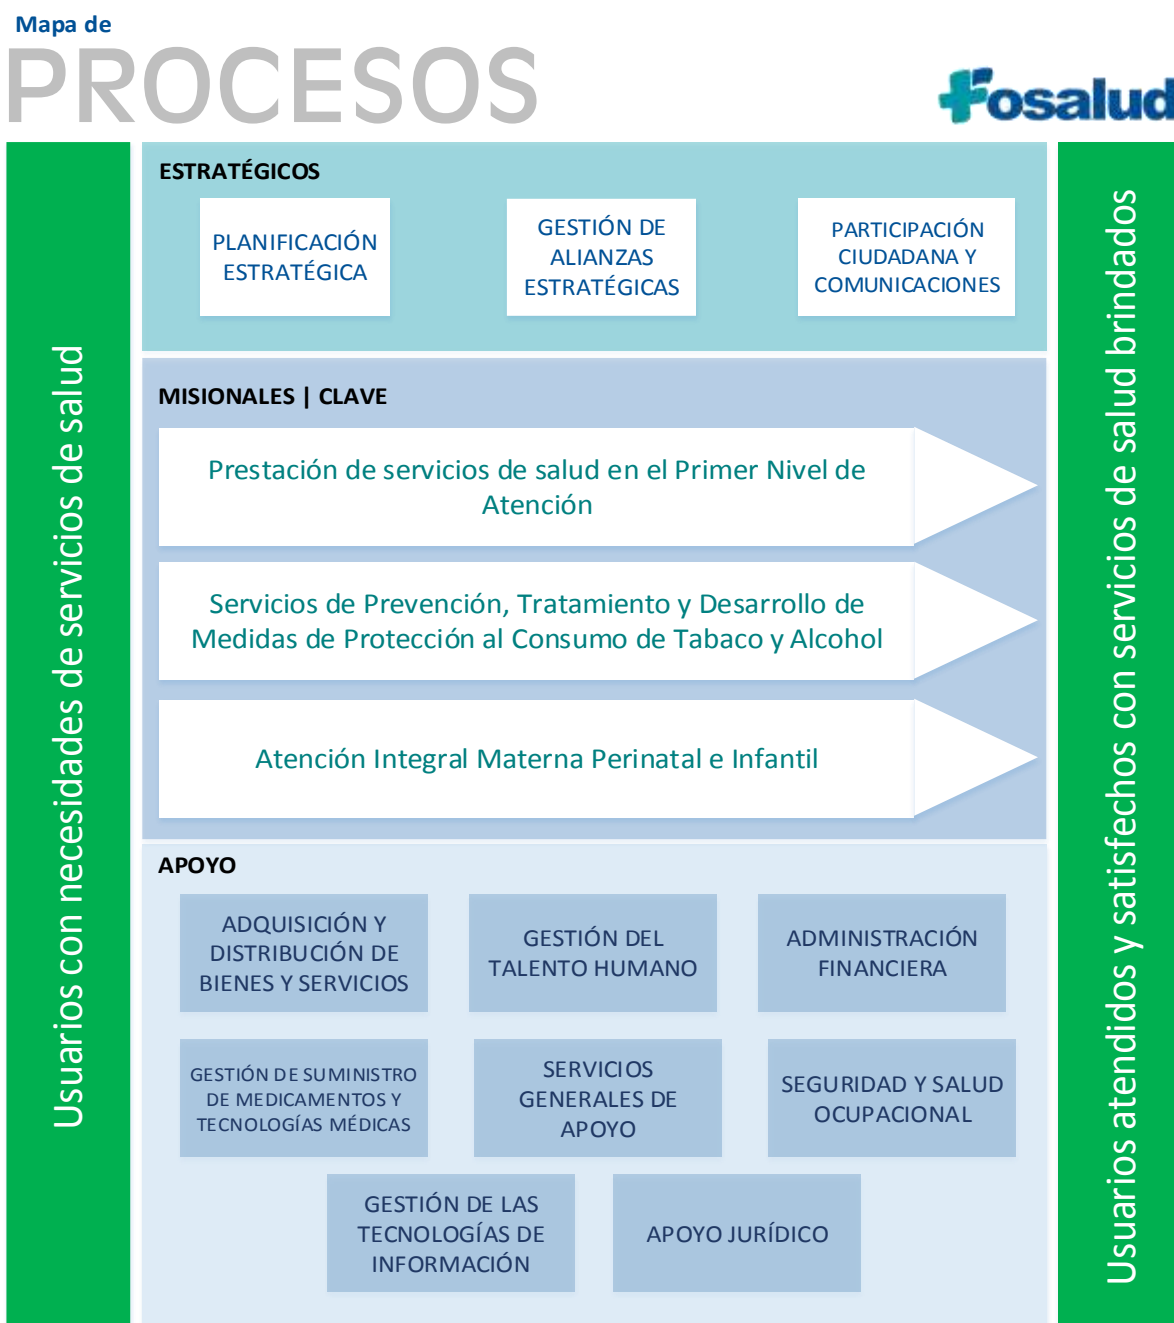 Mapa de
PROCESOS
Fosalud
Usuarios con necesidades de servicios de salud
ESTRATÉGICOS
PLANIFICACIÓN
ESTRATÉGICA
GESTIÓN DE
ALIANZAS
ESTRATÉGICAS
PARTICIPACIÓN
CIUDADANA Y
COMUNICACIONES
MISIONALES | CLAVE
Prestación de servicios de salud en el Primer Nivel de
Atención
Servicios de Prevención, Tratamiento y Desarrollo de
Medidas de Protección al Consumo de Tabaco y Alcohol
Atención Integral Materna Perinatal e Infantil
APOYO
ADQUISICIÓN Y
DISTRIBUCIÓN DE
BIENES Y SERVICIOS
GESTIÓN DEL
TALENTO HUMANO
ADMINISTRACIÓN
FINANCIERA
GESTIÓN DE SUMINISTRO
DE MEDICAMENTOS Y
TECNOLOGÍAS MÉDICAS
SERVICIOS
GENERALES DE
APOYO
SEGURIDAD Y SALUD
OCUPACIONAL
GESTIÓN DE LAS
TECNOLOGÍAS DE
INFORMACIÓN
APOYO JURÍDICO
Usuarios atendidos y satisfechos con servicios de salud brindados